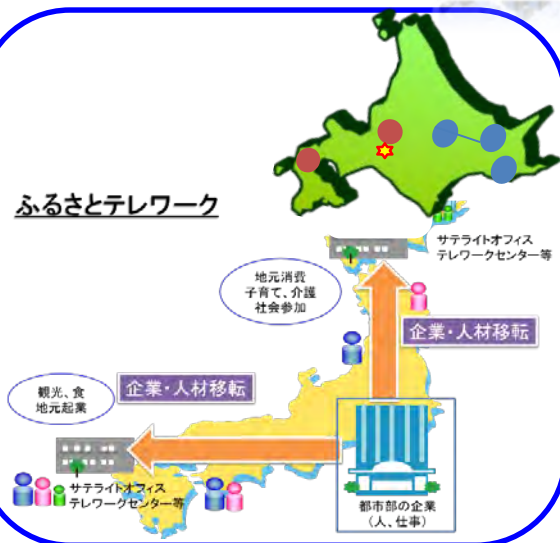 ふるさとテレワーク
サテライトオフィス
テレワークセンター等
地元消費
子育て、介護
社会参加
企業・人材移転
企業・人材移転
観光、食
地元起業
サテライトオフィス
テレワークセンター等
都市部の企業
(人、仕事)